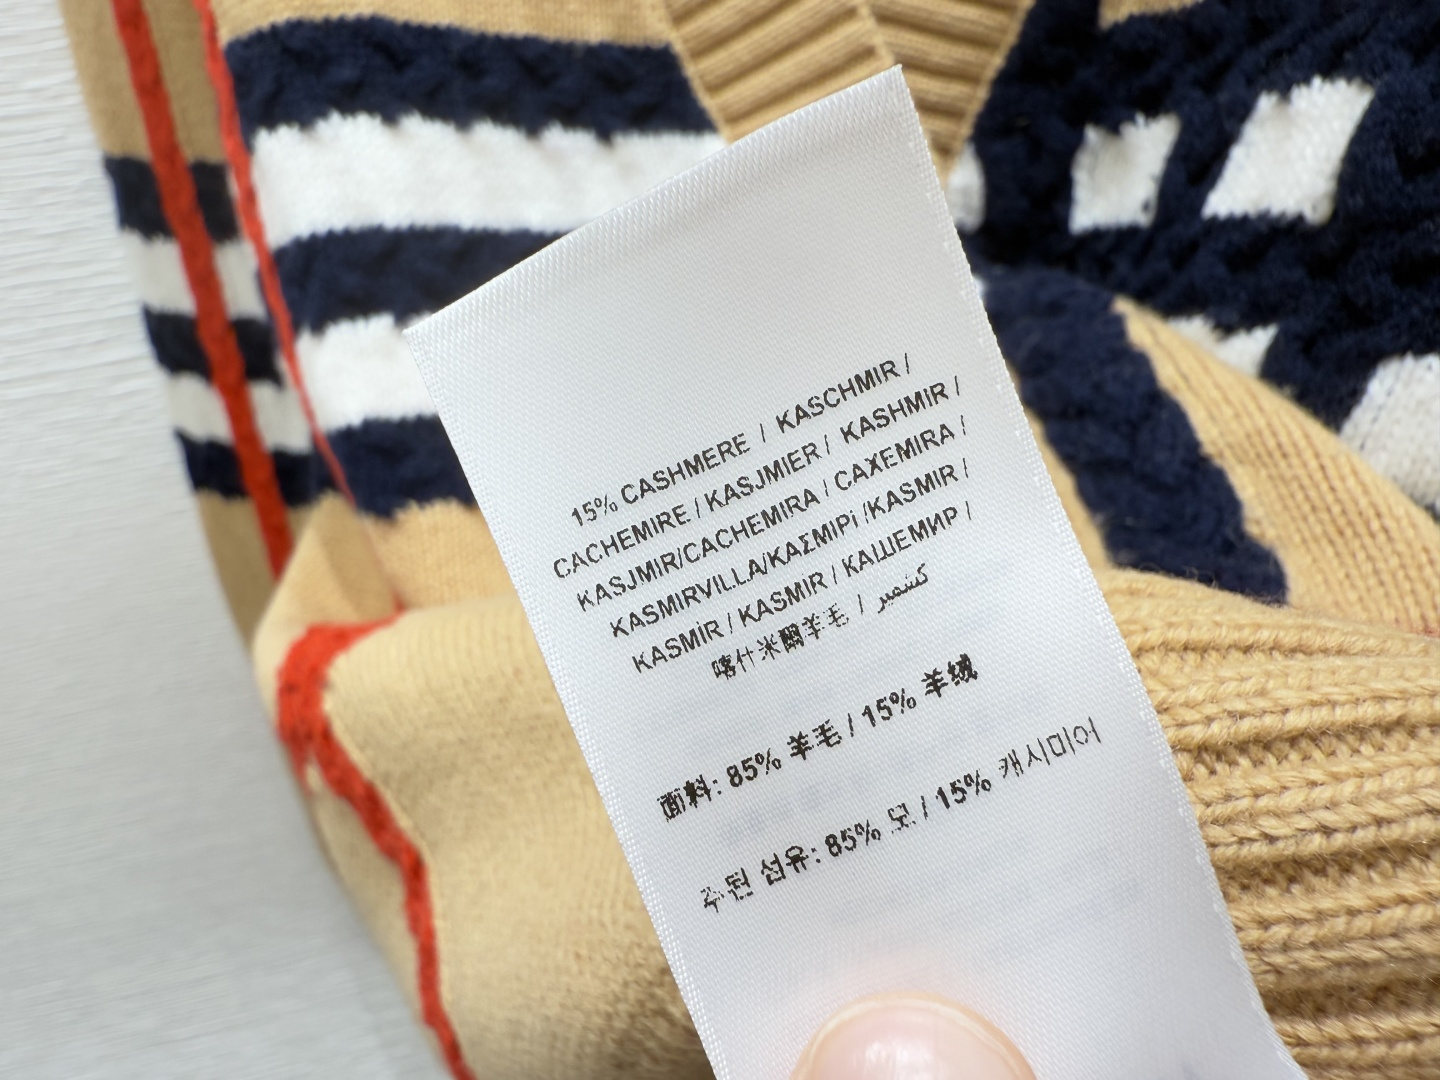 15% CASHMERE / KASCHMIR /
CACHEMIRE / KASJMIER / KASHMIR /
KASJMIR/CACHEMIRA / CAXEMIRA /
KASMIRVILLA/ΚΑΣΜΙΡi /KASMIR /
KASMİR / KASMIR / КАШЕМИР /
喀什米爾羊毛 / كشمير
面料: 85% 羊毛 / 15% 羊绒
주된 섬유: 85% 모 / 15% 캐시미어